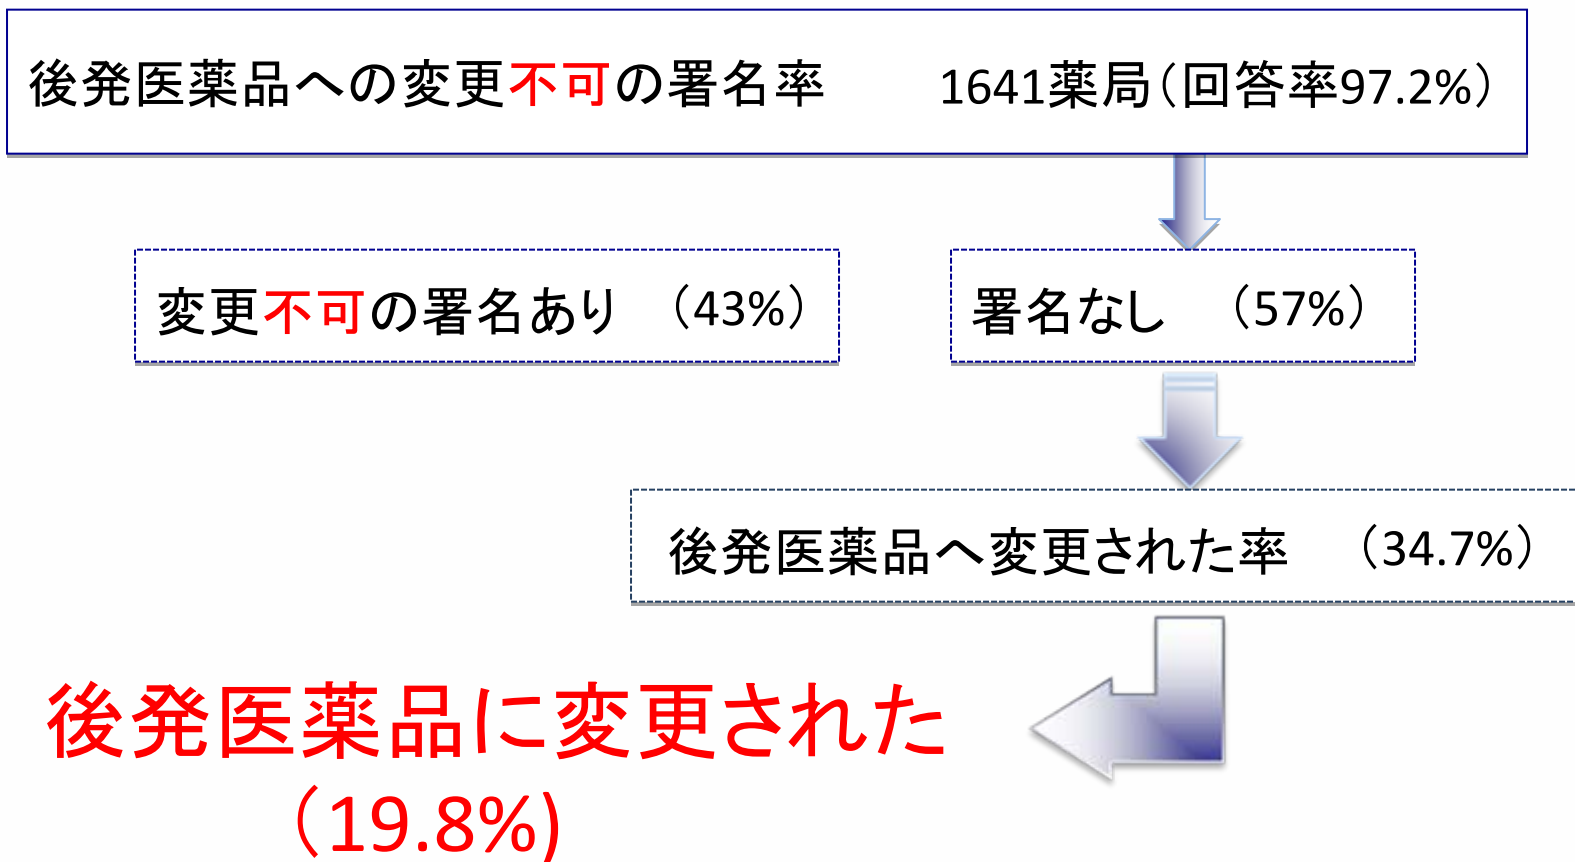 後発医薬品への変更不可の署名率　　1641薬局（回答率97.2%）
変更不可の署名あり　（43%）
署名なし　（57%）
後発医薬品へ変更された率　（34.7%）
後発医薬品に変更された
（19.8%)